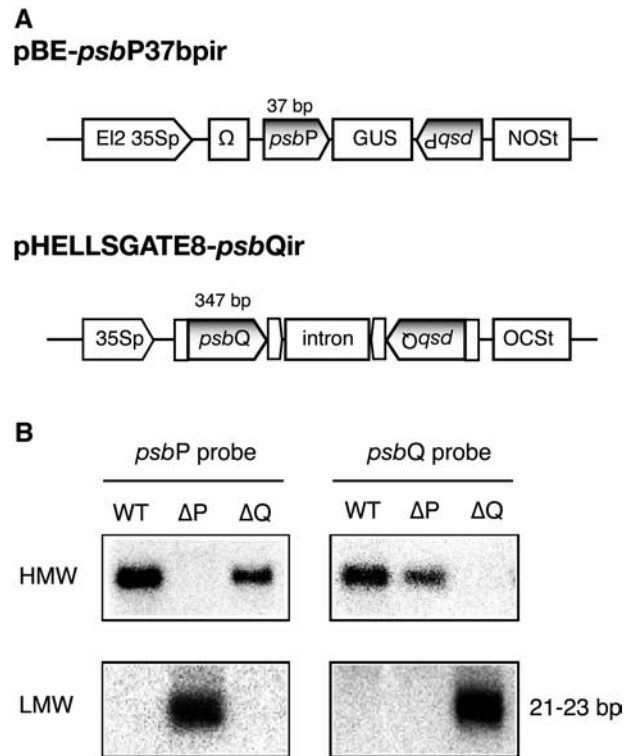 A
pBE-psbP37bpir
37 bp
El2 35Sp Ω psbP GUS psbP NOSt
pHELLSGATE8-psbQir
347 bp
35Sp psbQ intron psbQ OCSt
B
psbP probe psbQ probe
WT ΔP ΔQ WT ΔP ΔQ
HMW
LMW 21-23 bp